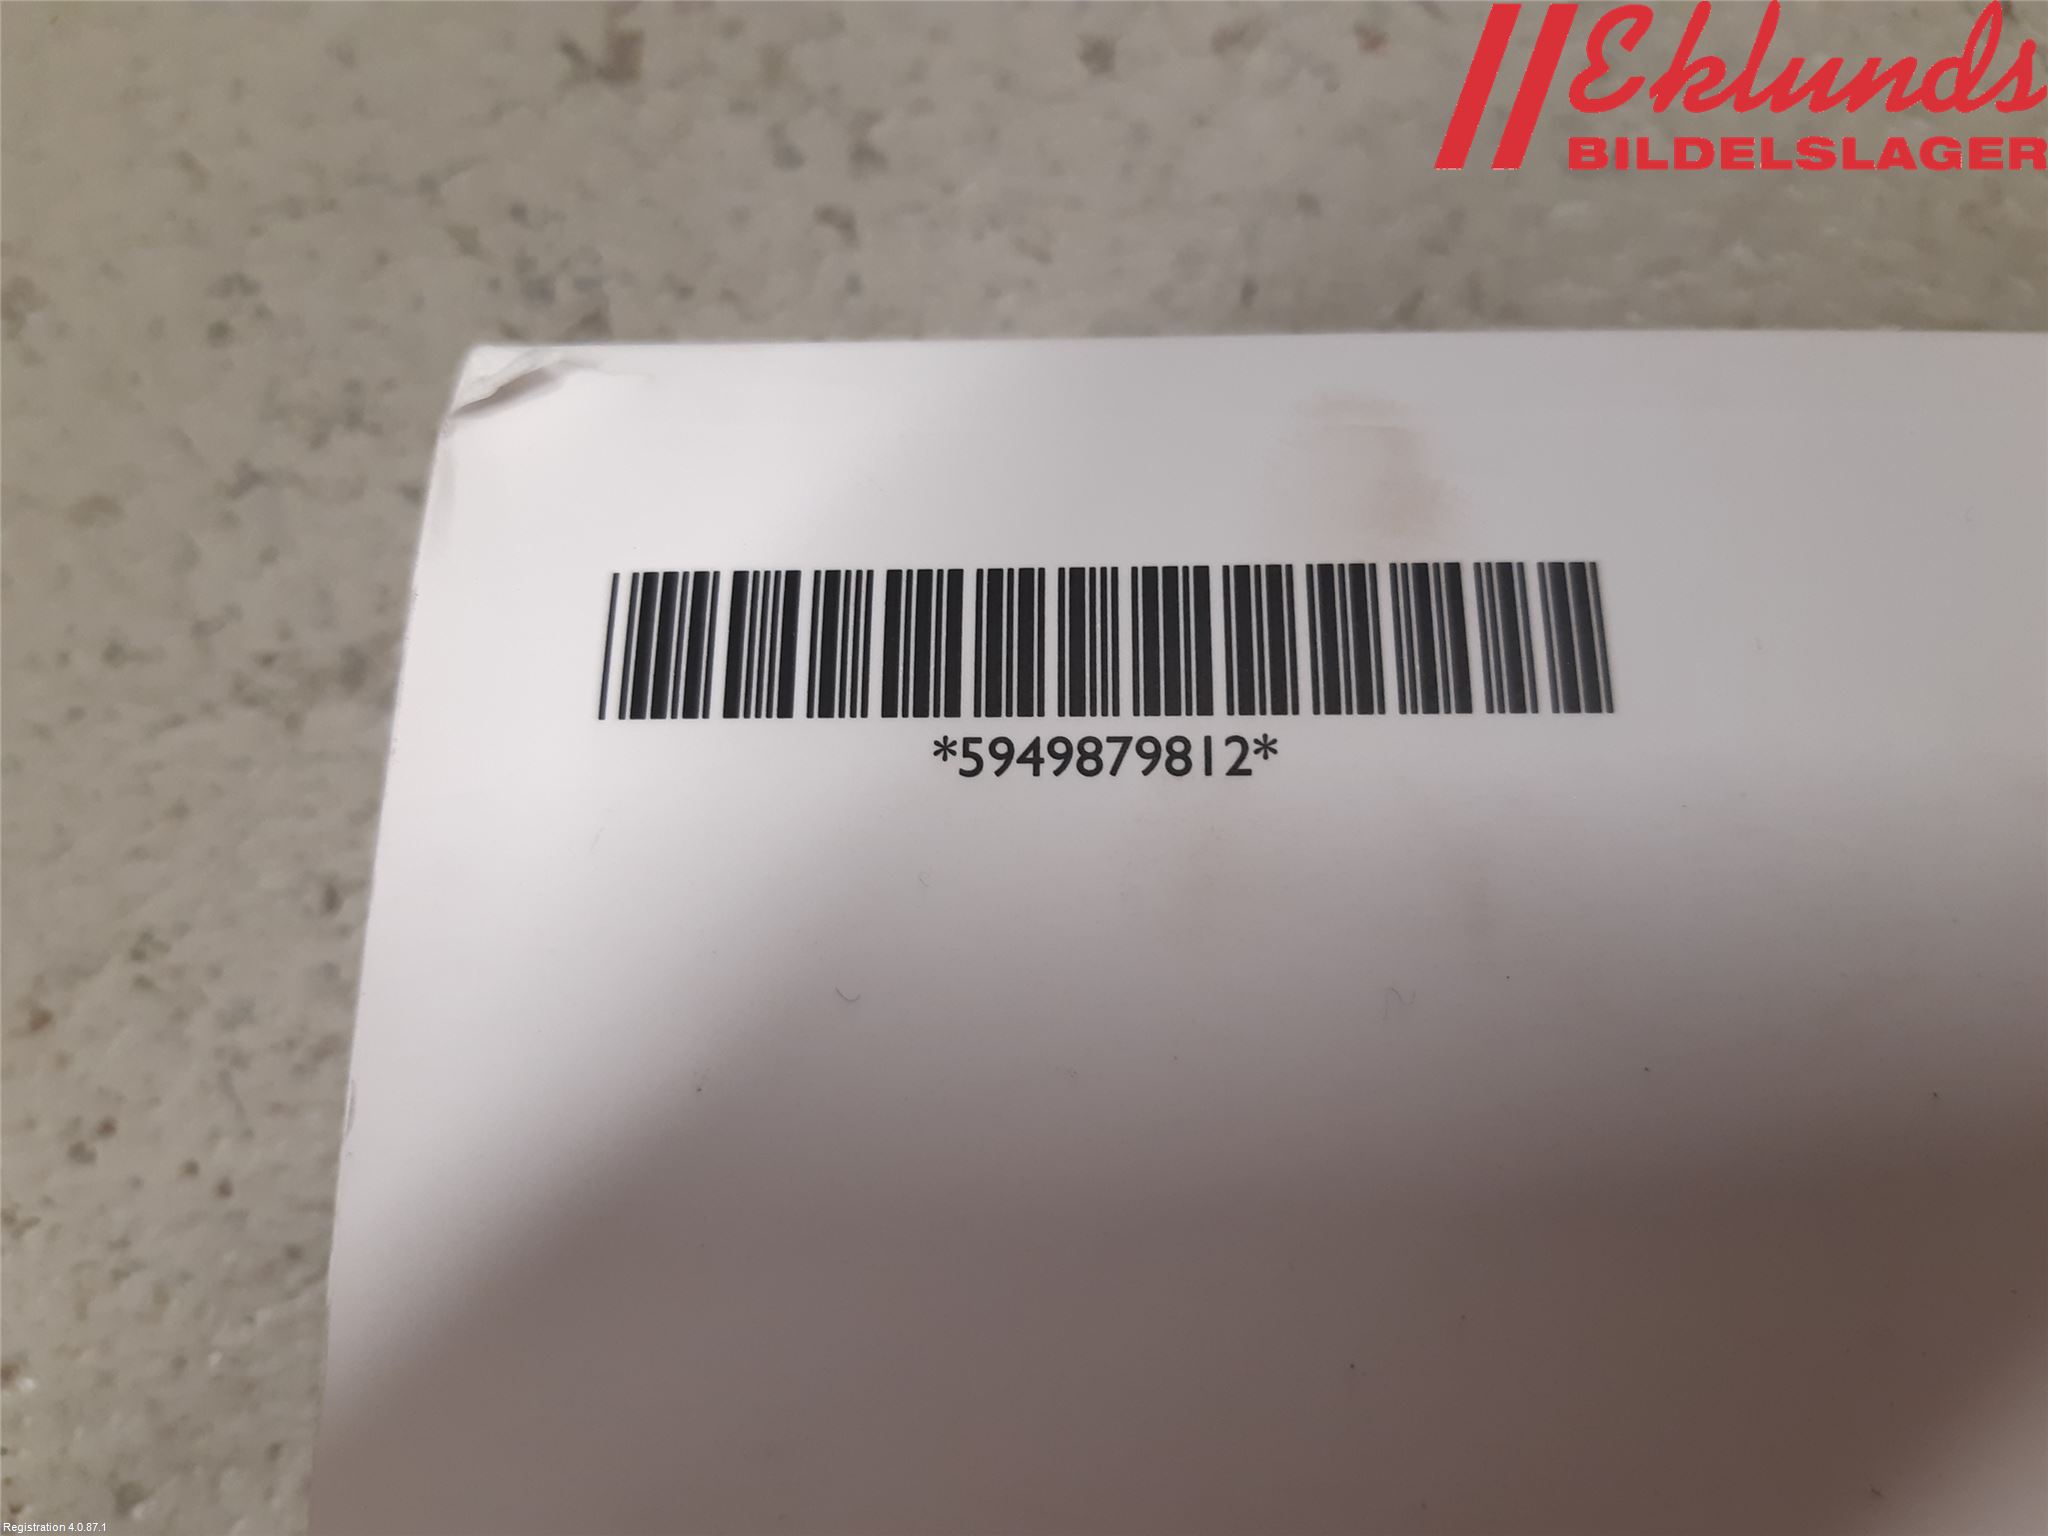 Eklunds
BILDELSLAGER
*5949879812*
Registration 4.0.87.1